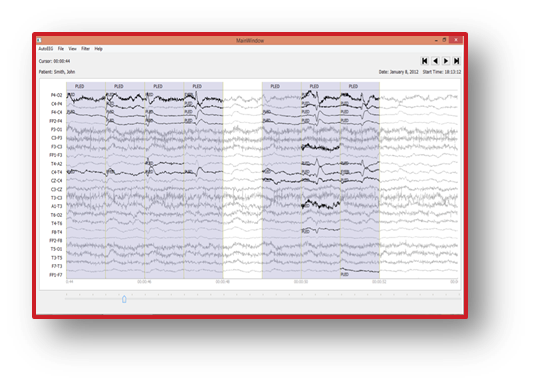 MainWindow
AutoEEG File View Filter Help
Cursor: 00:00:44
Patient: Smith, John Date: January 8, 2012 Start Time: 18:13:12
PLED PLED PLED PLED PLED PLED PLED
P4-O2
C4-P4
F4-C4
FP2-F4
P3-O1
C3-P3
F3-C3
FP1-F3
T4-A2
C4-T4
CZ-C4
C3-CZ
T3-C3
A1-T3
T6-O2
T4-T6
F8-T4
FP2-F8
T5-O1
T3-T5
F7-T3
FP1-F7
PLED
00:00:46 00:00:48 00:00:50 00:00:52